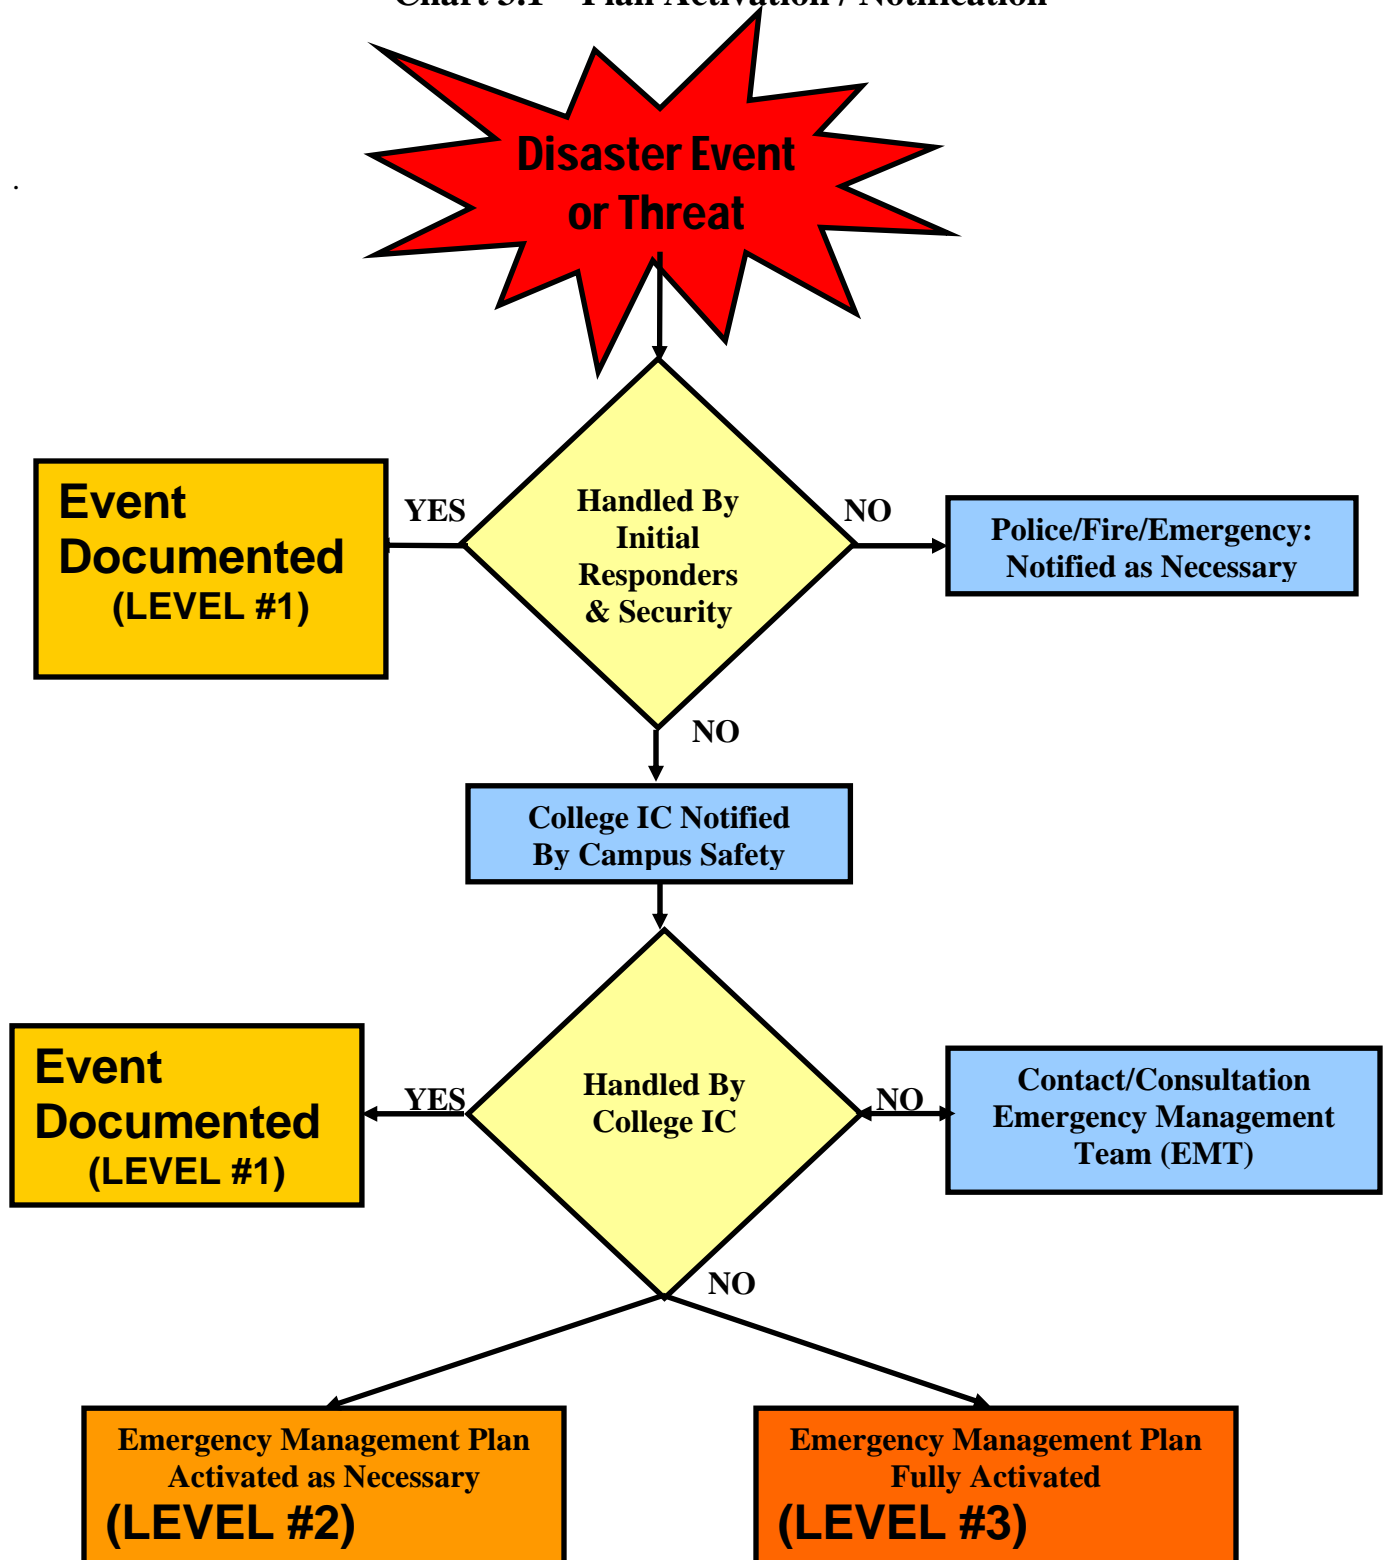 Plan Activation / Notification
Disaster Event
or Threat
.
Event
Documented
(LEVEL #1)
YES
Handled By
Initial
Responders
& Security
NO
Police/Fire/Emergency:
Notified as Necessary
NO
College IC Notified
By Campus Safety
Event
Documented
(LEVEL #1)
YES
Handled By
College IC
NO
Contact/Consultation
Emergency Management
Team (EMT)
NO
Emergency Management Plan
Activated as Necessary
(LEVEL #2)
Emergency Management Plan
Fully Activated
(LEVEL #3)